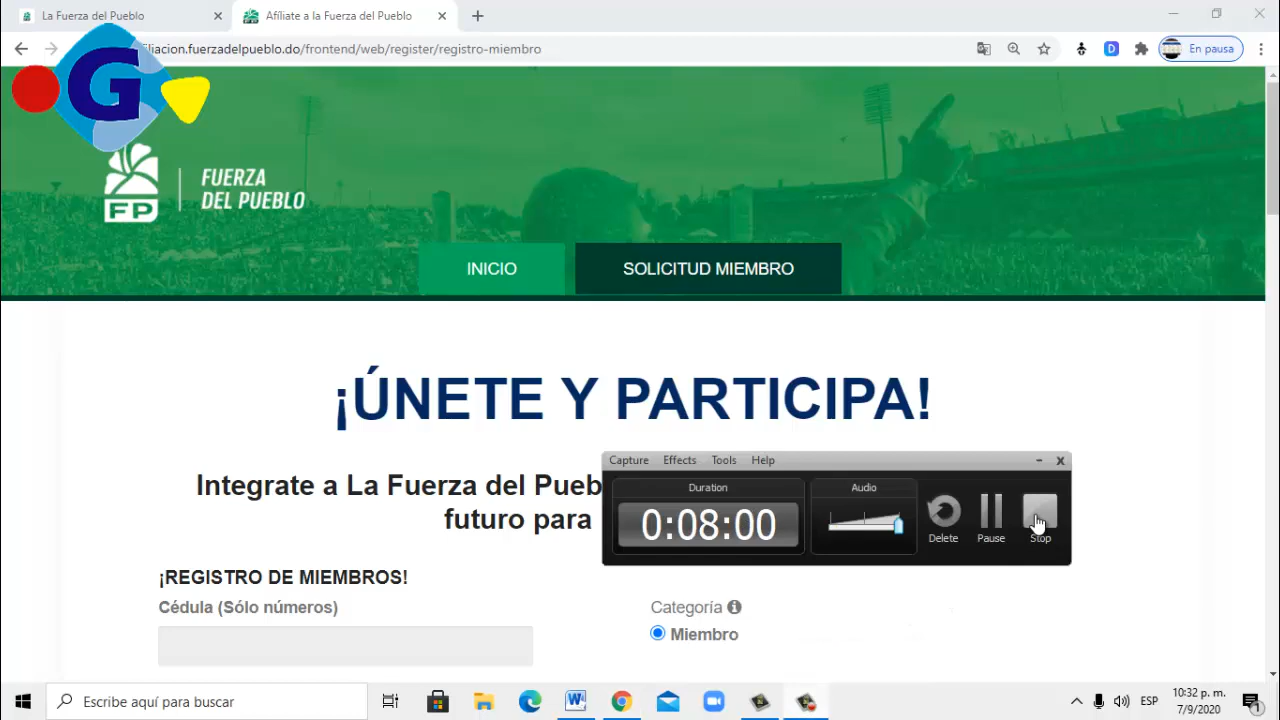 La Fuerza del Pueblo
Afíliate a la Fuerza del Pueblo
iliacion.fuerzadelpueblo.do/frontend/web/register/registro-miembro
D
En pausa
G
FP
FUERZA
DEL PUEBLO
INICIO
SOLICITUD MIEMBRO
¡ÚNETE Y PARTICIPA!
Integrate a La Fuerza del Pueb
futuro para
Capture Effects Tools Help
Duration
Audio
0:08:00
Delete
Pause
Stop
¡REGISTRO DE MIEMBROS!
Cédula (Sólo números)
Categoría
Miembro
Escribe aquí para buscar
ESP
10:32 p. m.
7/9/2020
1